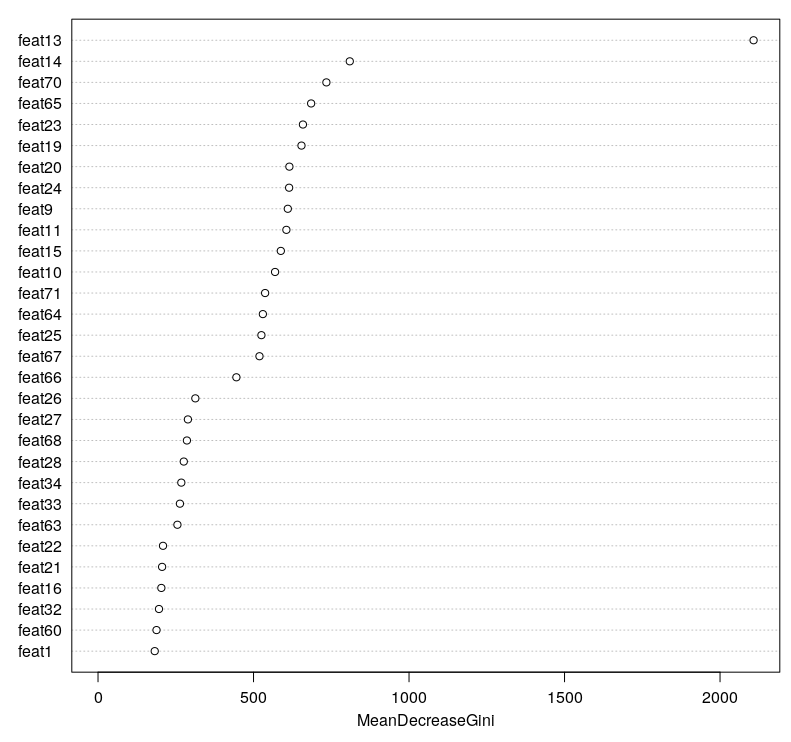 feat13
feat14
feat70
feat65
feat23
feat19
feat20
feat24
feat9
feat11
feat15
feat10
feat71
feat64
feat25
feat67
feat66
feat26
feat27
feat68
feat28
feat34
feat33
feat63
feat22
feat21
feat16
feat32
feat60
feat1
0 500 1000 1500 2000
MeanDecreaseGini